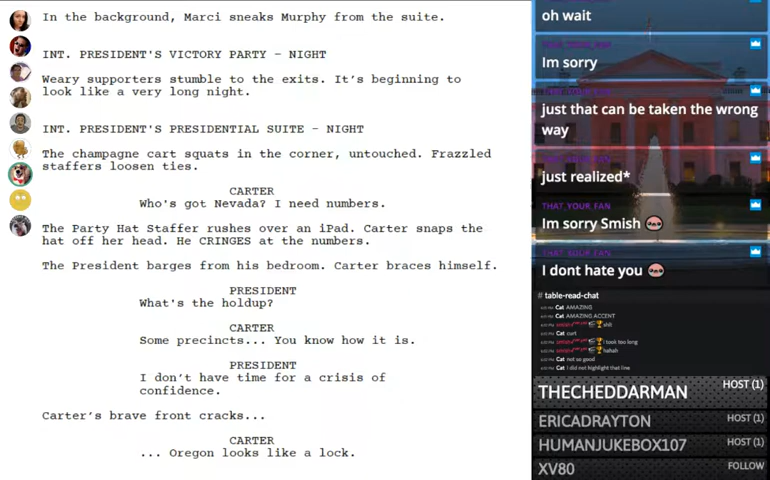 In the background, Marci sneaks Murphy from the suite.
INT. PRESIDENT'S VICTORY PARTY - NIGHT
Weary supporters stumble to the exits. It's beginning to
look like a very long night.
INT. PRESIDENT'S PRESIDENTIAL SUITE - NIGHT
The champagne cart squats in the corner, untouched. Frazzled
staffers loosen ties.
CARTER
Who's got Nevada? I need numbers.
The Party Hat Staffer rushes over an iPad. Carter snaps the
hat off her head. He CRINGES at the numbers.
The President barges from his bedroom. Carter braces himself.
PRESIDENT
What's the holdup?
CARTER
Some precincts... You know how it is.
PRESIDENT
I don't have time for a crisis of
confidence.
Carter's brave front cracks...
CARTER
... Oregon looks like a lock.
oh wait
Im sorry
just that can be taken the wrong
way
just realized*
THAT_YOUR_FAN
Im sorry Smish
I dont hate you
# table-read-chat
Cat AMAZING
Cat AMAZING ACCENT
shit
Cat
I took too long
hahah
Cat not so good
Cat I did not highlight that line
THECHEDDARMAN HOST (1)
ERICADRAYTON HOST (1)
HUMANJUKEBOX107 HOST (1)
XV80 FOLLOW